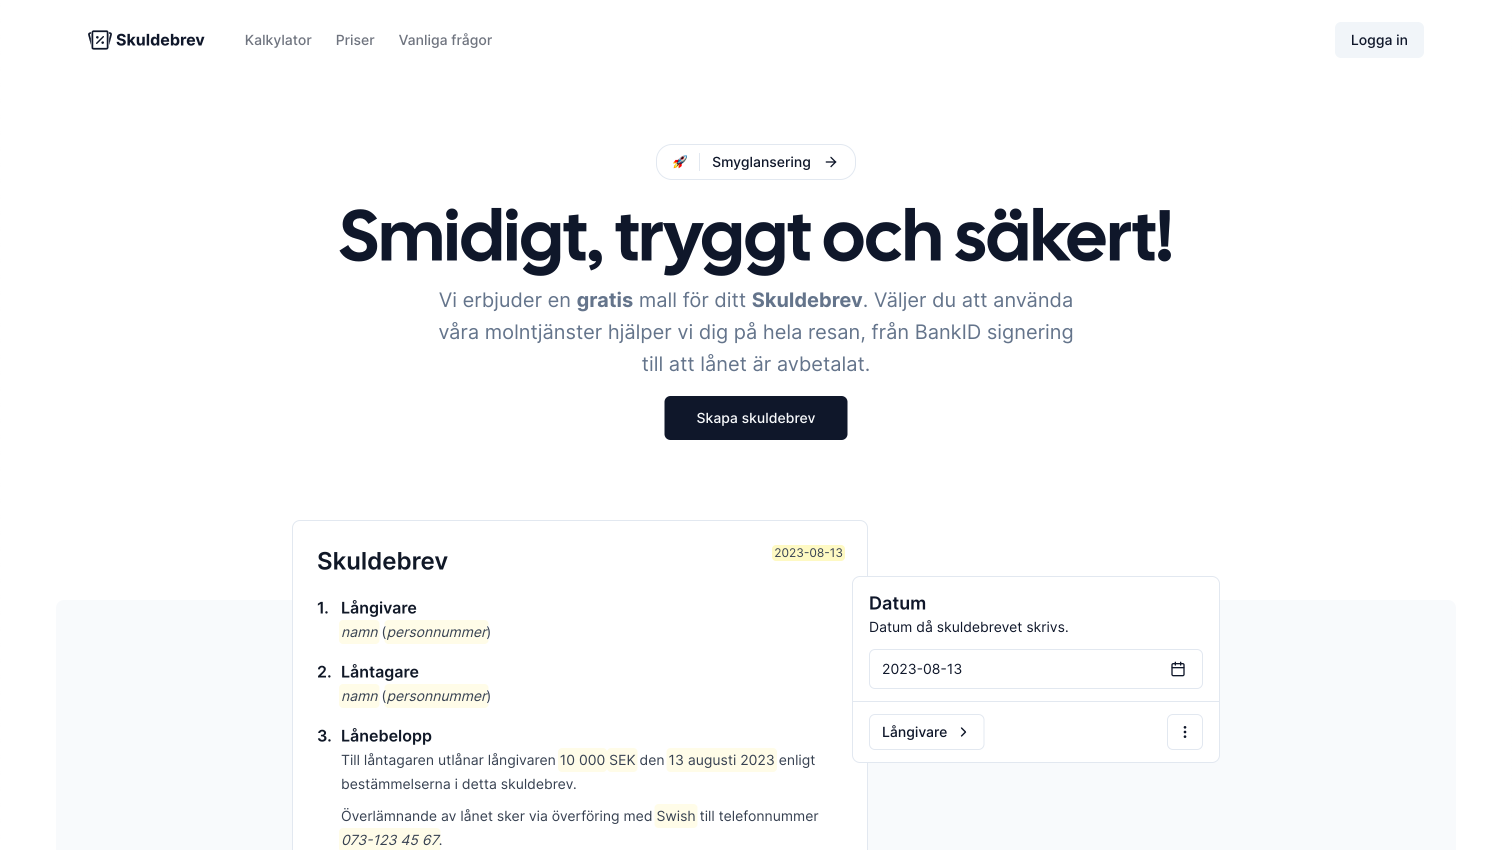 Skuldebrev
Kalkylator
Priser
Vanliga frågor
Logga in
Smyglansering
Smidigt, tryggt och säkert!
Vi erbjuder en gratis mall för ditt Skuldebrev. Väljer du att använda
våra molntjänster hjälper vi dig på hela resan, från BankID signering
till att lånet är avbetalat.
Skapa skuldebrev
Skuldebrev
2023-08-13
1. Långivare
namn (personnummer)
2. Låntagare
namn (personnummer)
3. Lånebelopp
Till låntagaren utlånar långivaren 10 000 SEK den 13 augusti 2023 enligt
bestämmelserna i detta skuldebrev.
Överlämnande av lånet sker via överföring med Swish till telefonnummer
073-123 45 67.
Datum
Datum då skuldebrevet skrivs.
2023-08-13
Långivare